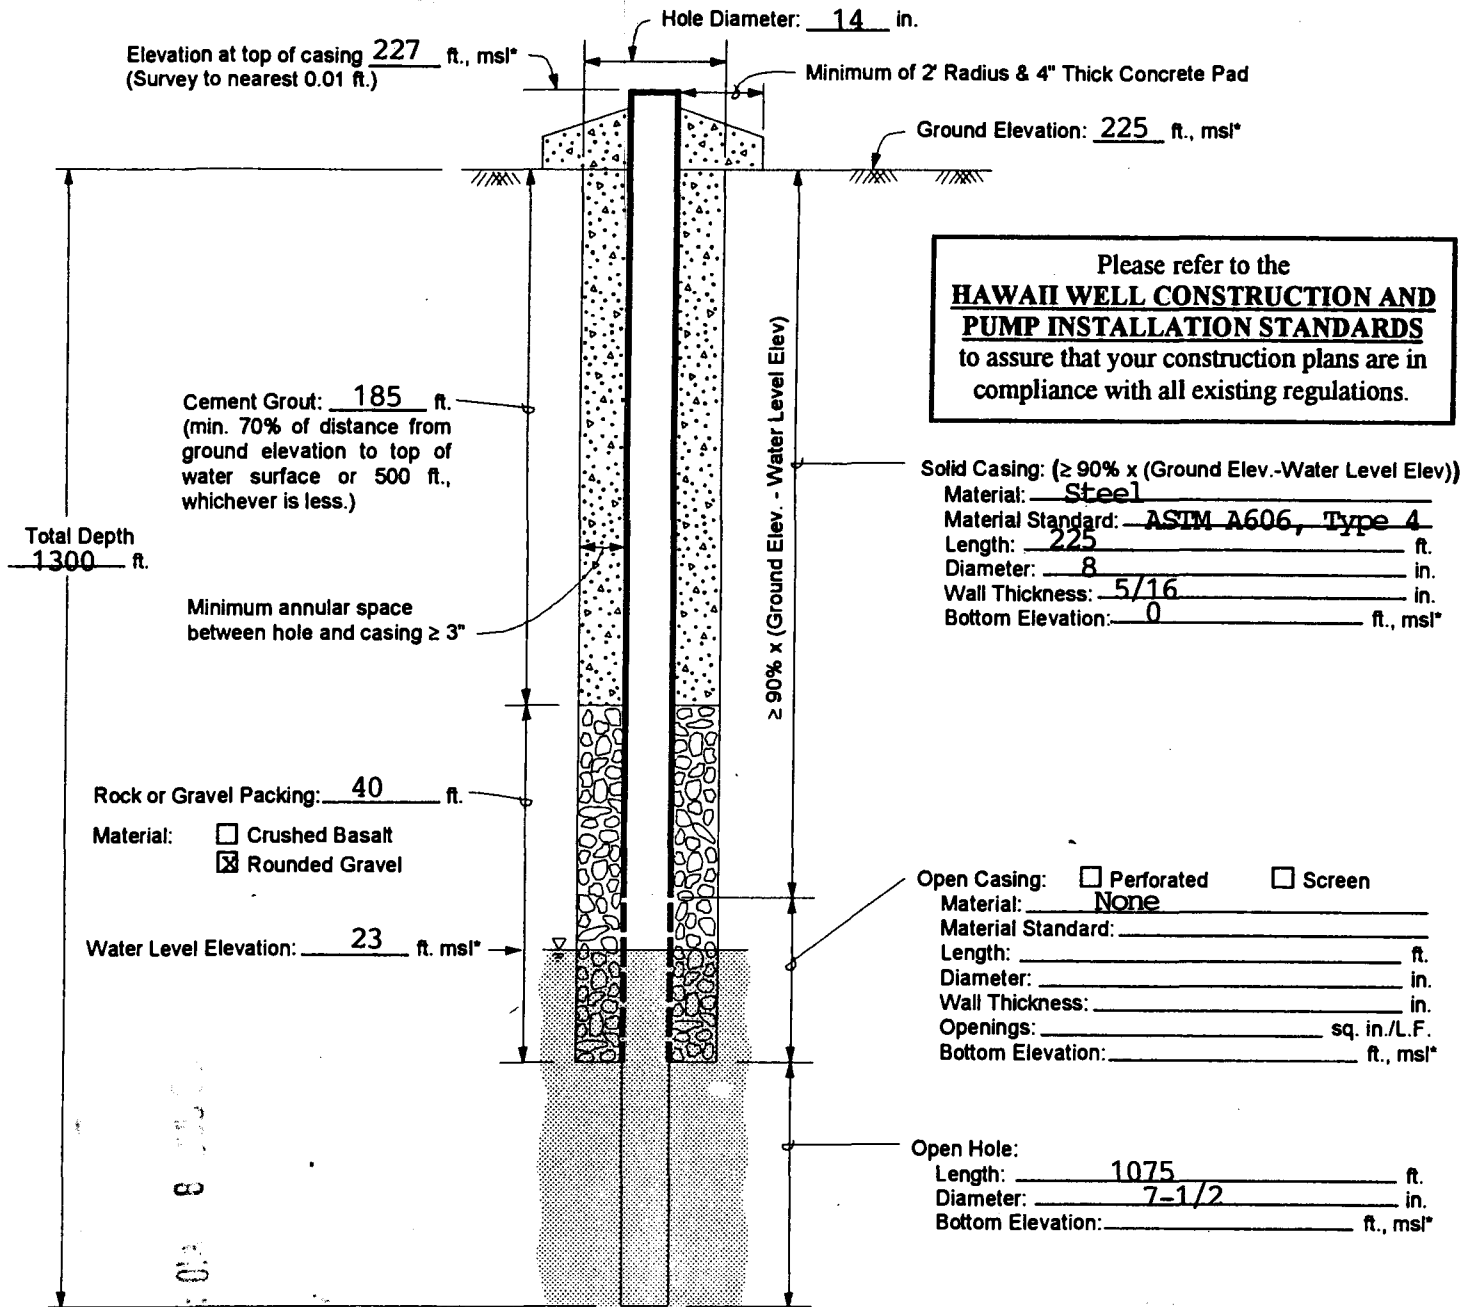 Hole Diameter: 14 in.
Elevation at top of casing 227 ft., msl*
(Survey to nearest 0.01 ft.)
Minimum of 2' Radius & 4" Thick Concrete Pad
Ground Elevation: 225 ft., msl*
Please refer to the
HAWAII WELL CONSTRUCTION AND
PUMP INSTALLATION STANDARDS
to assure that your construction plans are in
compliance with all existing regulations.
Cement Grout: 185 ft.
(min. 70% of distance from
ground elevation to top of
water surface or 500 ft.,
whichever is less.)
≥ 90% x (Ground Elev. - Water Level Elev)
Solid Casing: (≥ 90% x (Ground Elev.-Water Level Elev))
Material: Steel
Material Standard: ASTM A606, Type 4
Length: 225 ft.
Diameter: 8 in.
Wall Thickness: 5/16 in.
Bottom Elevation: 0 ft., msl*
Total Depth
1300 ft.
Minimum annular space
between hole and casing ≥ 3"
Rock or Gravel Packing: 40 ft.
Material: ☐ Crushed Basalt
☒ Rounded Gravel
Water Level Elevation: 23 ft. msl*
Open Casing: ☐ Perforated ☐ Screen
Material: None
Material Standard:
Length: ft.
Diameter: in.
Wall Thickness: in.
Openings: sq. in./L.F.
Bottom Elevation: ft., msl*
Open Hole:
Length: 1075 ft.
Diameter: 7-1/2 in.
Bottom Elevation: ft., msl*